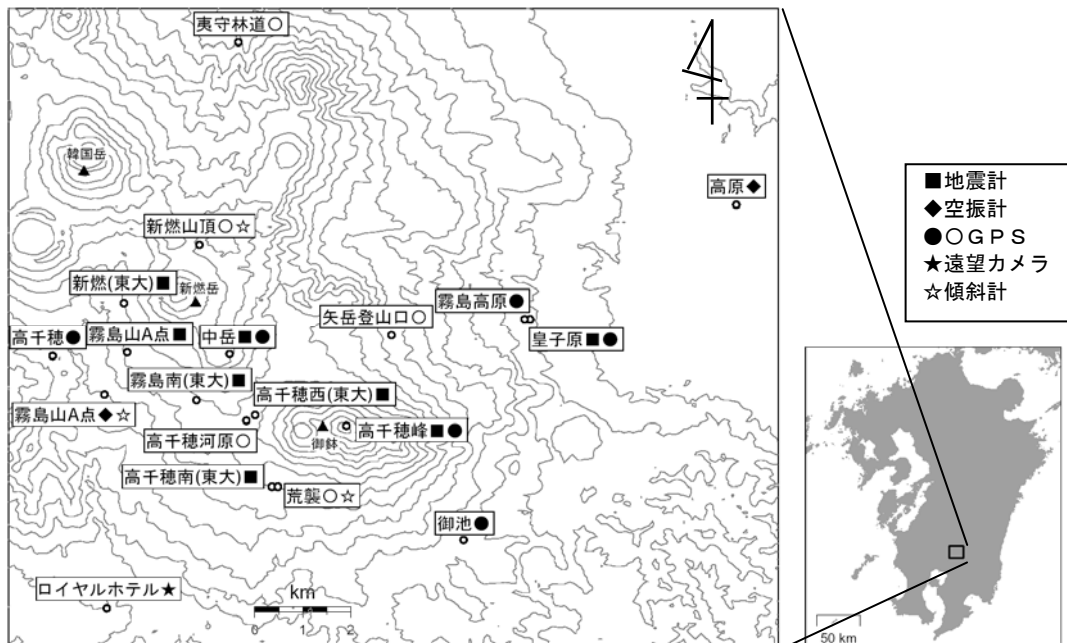 夷守林道○
韓国岳
高原◆
新燃山頂○☆
新燃(東大)■
新燃岳
霧島高原●
矢岳登山口○
高千穂●
霧島山A点■
中岳■●
皇子原■●
霧島南(東大)■
高千穂西(東大)■
霧島山A点◆☆
高千穂河原○
御鉢
高千穂峰■●
高千穂南(東大)■
荒襲○☆
御池●
ロイヤルホテル★
km
0 1 2
■地震計
◆空振計
●○GPS
★遠望カメラ
☆傾斜計
50 km